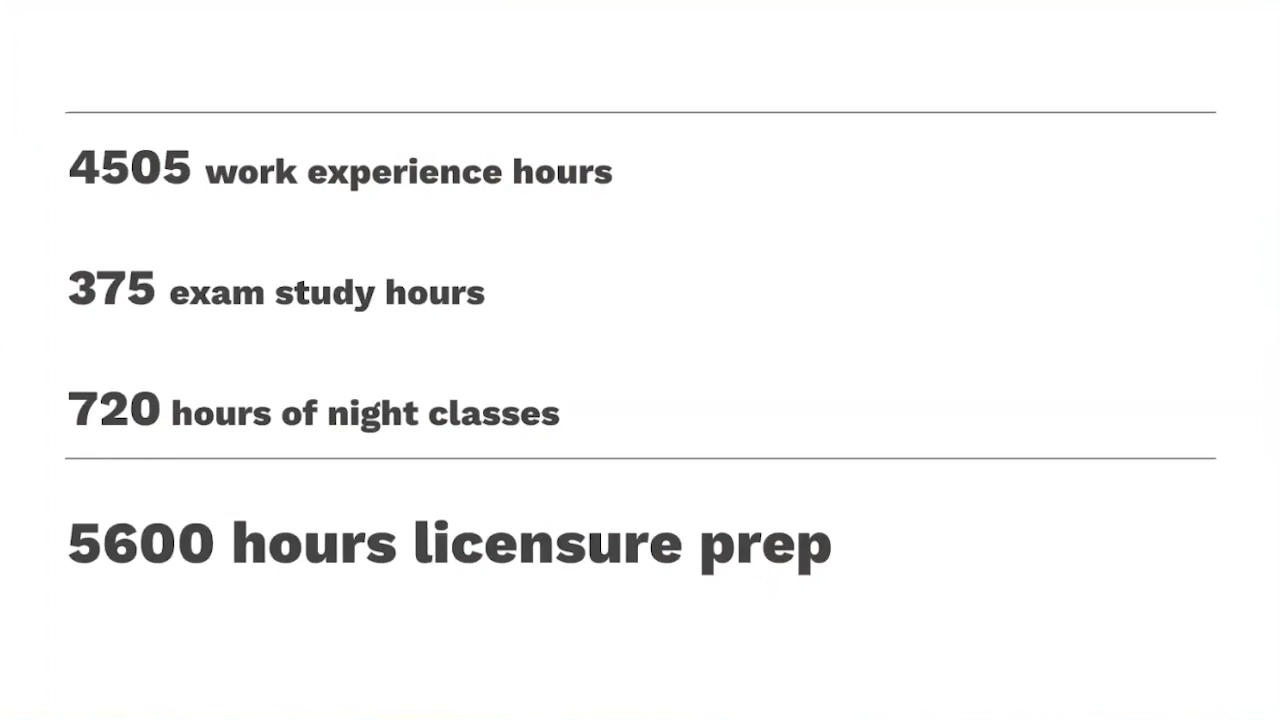 4505 work experience hours
375 exam study hours
720 hours of night classes
5600 hours licensure prep